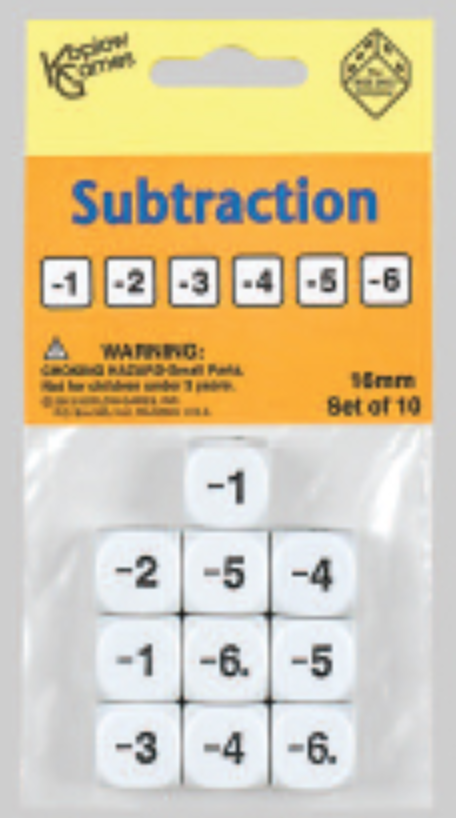 Koplow
Games
Subtraction
-1 -2 -3 -4 -5 -6
WARNING:
CHOKING HAZARD-Small Parts.
Not for children under 3 years.
16mm
Set of 10
-1
-2 -5 -4
-1 -6. -5
-3 -4 -6.